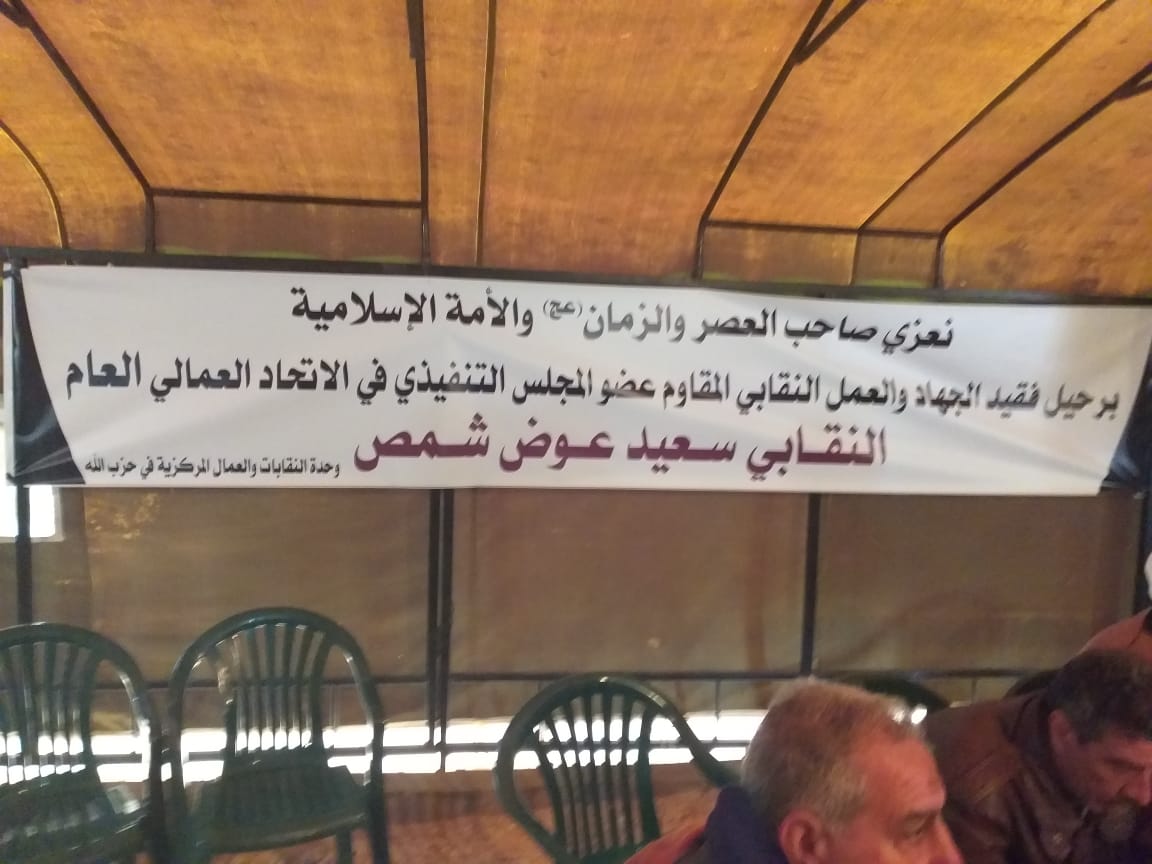 نعزي صاحب العصر والزمان (عج) والأمة الإسلامية
برحيل فقيد الجهاد والعمل النقابي المقاوم عضو المجلس التنفيذي في الاتحاد العمالي العام
النقابي سعيد عوض شمص
وحدة النقابات والعمال المركزية في حزب الله